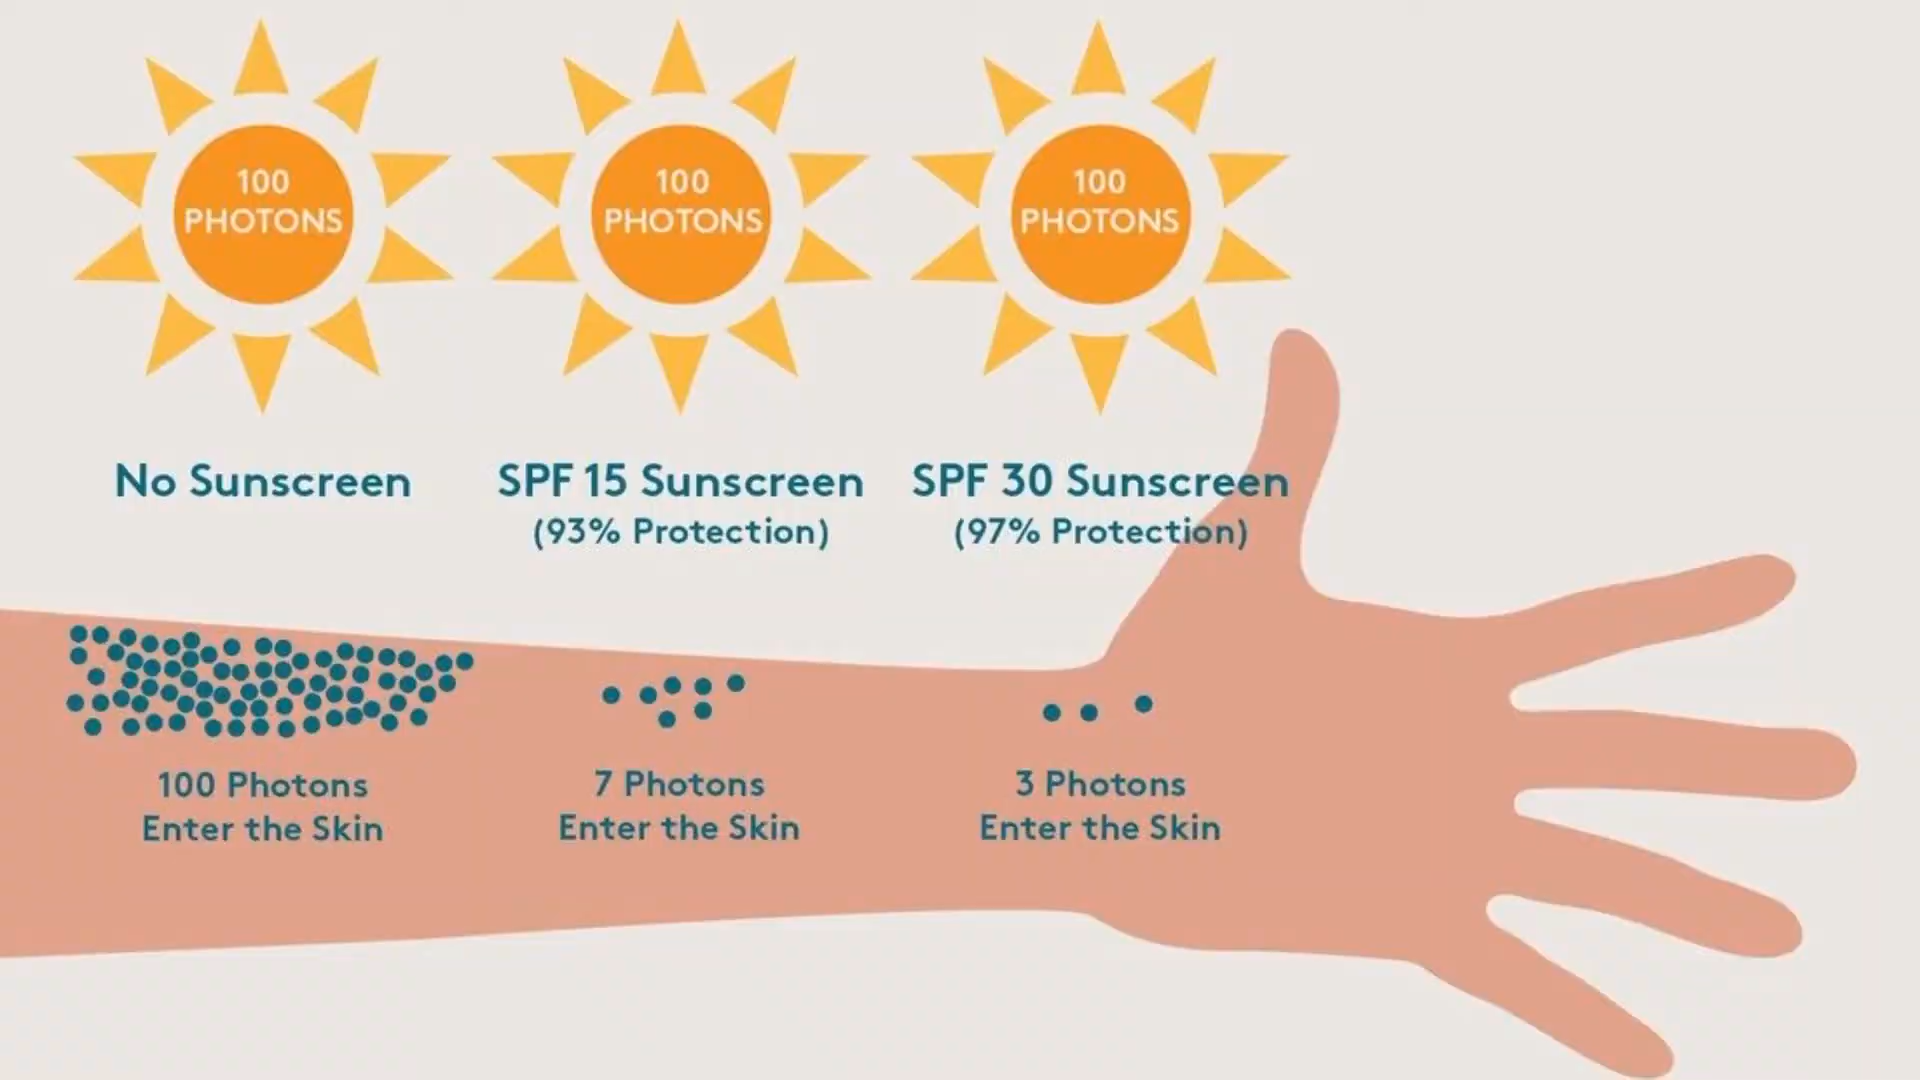 100
PHOTONS
100
PHOTONS
100
PHOTONS
No Sunscreen
SPF 15 Sunscreen
(93% Protection)
SPF 30 Sunscreen
(97% Protection)
100 Photons
Enter the Skin
7 Photons
Enter the Skin
3 Photons
Enter the Skin